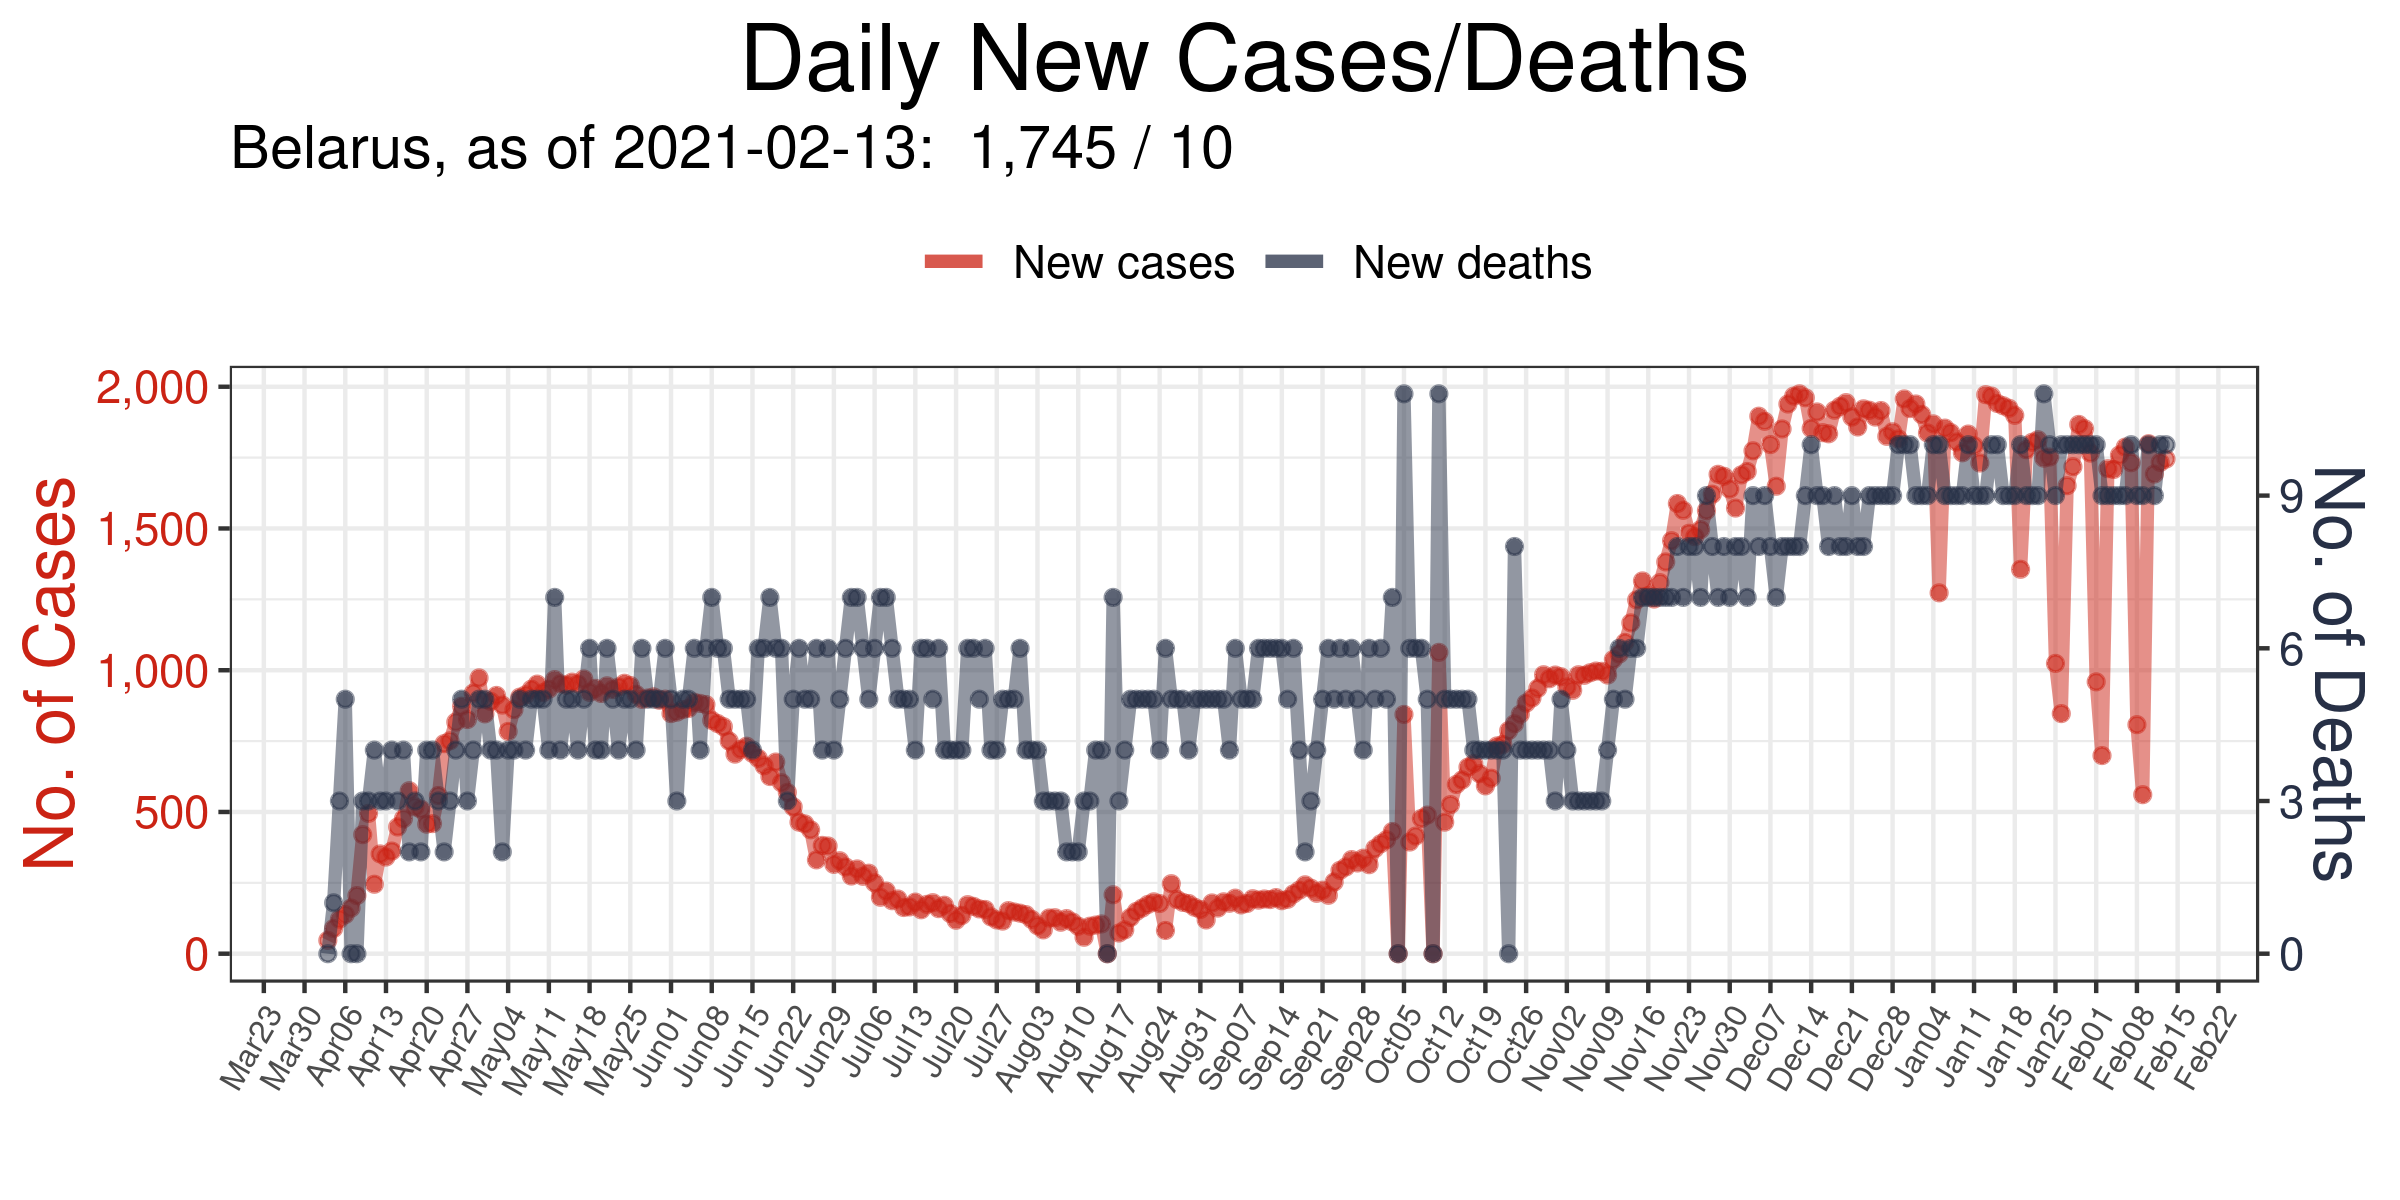 Daily New Cases/Deaths
Belarus, as of 2021-02-13:  1,745 / 10
New cases New deaths
No. of Cases
2,000
1,500
1,000
500
0
9
6
3
0
No. of Deaths
Mar23 Mar30 Apr06 Apr13 Apr20 Apr27 May04 May11 May18 May25 Jun01 Jun08 Jun15 Jun22 Jun29 Jul06 Jul13 Jul20 Jul27 Aug03 Aug10 Aug17 Aug24 Aug31 Sep07 Sep14 Sep21 Sep28 Oct05 Oct12 Oct19 Oct26 Nov02 Nov09 Nov16 Nov23 Nov30 Dec07 Dec14 Dec21 Dec28 Jan04 Jan11 Jan18 Jan25 Feb01 Feb08 Feb15 Feb22